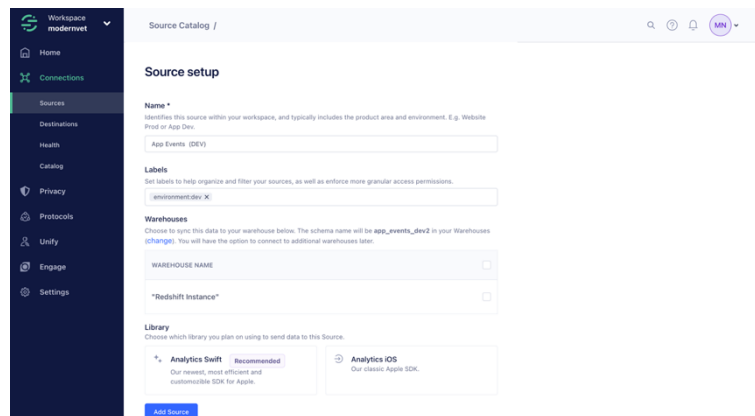 Workspace
modernvet
Source Catalog /
MN
Home
Connections
Sources
Destinations
Health
Catalog
Privacy
Protocols
Unify
Engage
Settings
Source setup
Name *
Identifies this source within your workspace, and typically includes the product area and environment. E.g. Website
Prod or App Dev.
App Events (DEV)
Labels
Set labels to help organize and filter your sources, as well as enforce more granular access permissions.
environment:dev ×
Warehouses
Choose to sync this data to your warehouse below. The schema name will be app_events_dev2 in your Warehouses
(change). You will have the option to connect to additional warehouses later.
WAREHOUSE NAME
"Redshift Instance"
Library
Choose which library you plan on using to send data to this Source.
Analytics Swift Recommended
Our newest, most efficient and
customozible SDK for Apple.
Analytics iOS
Our classic Apple SDK.
Add Source